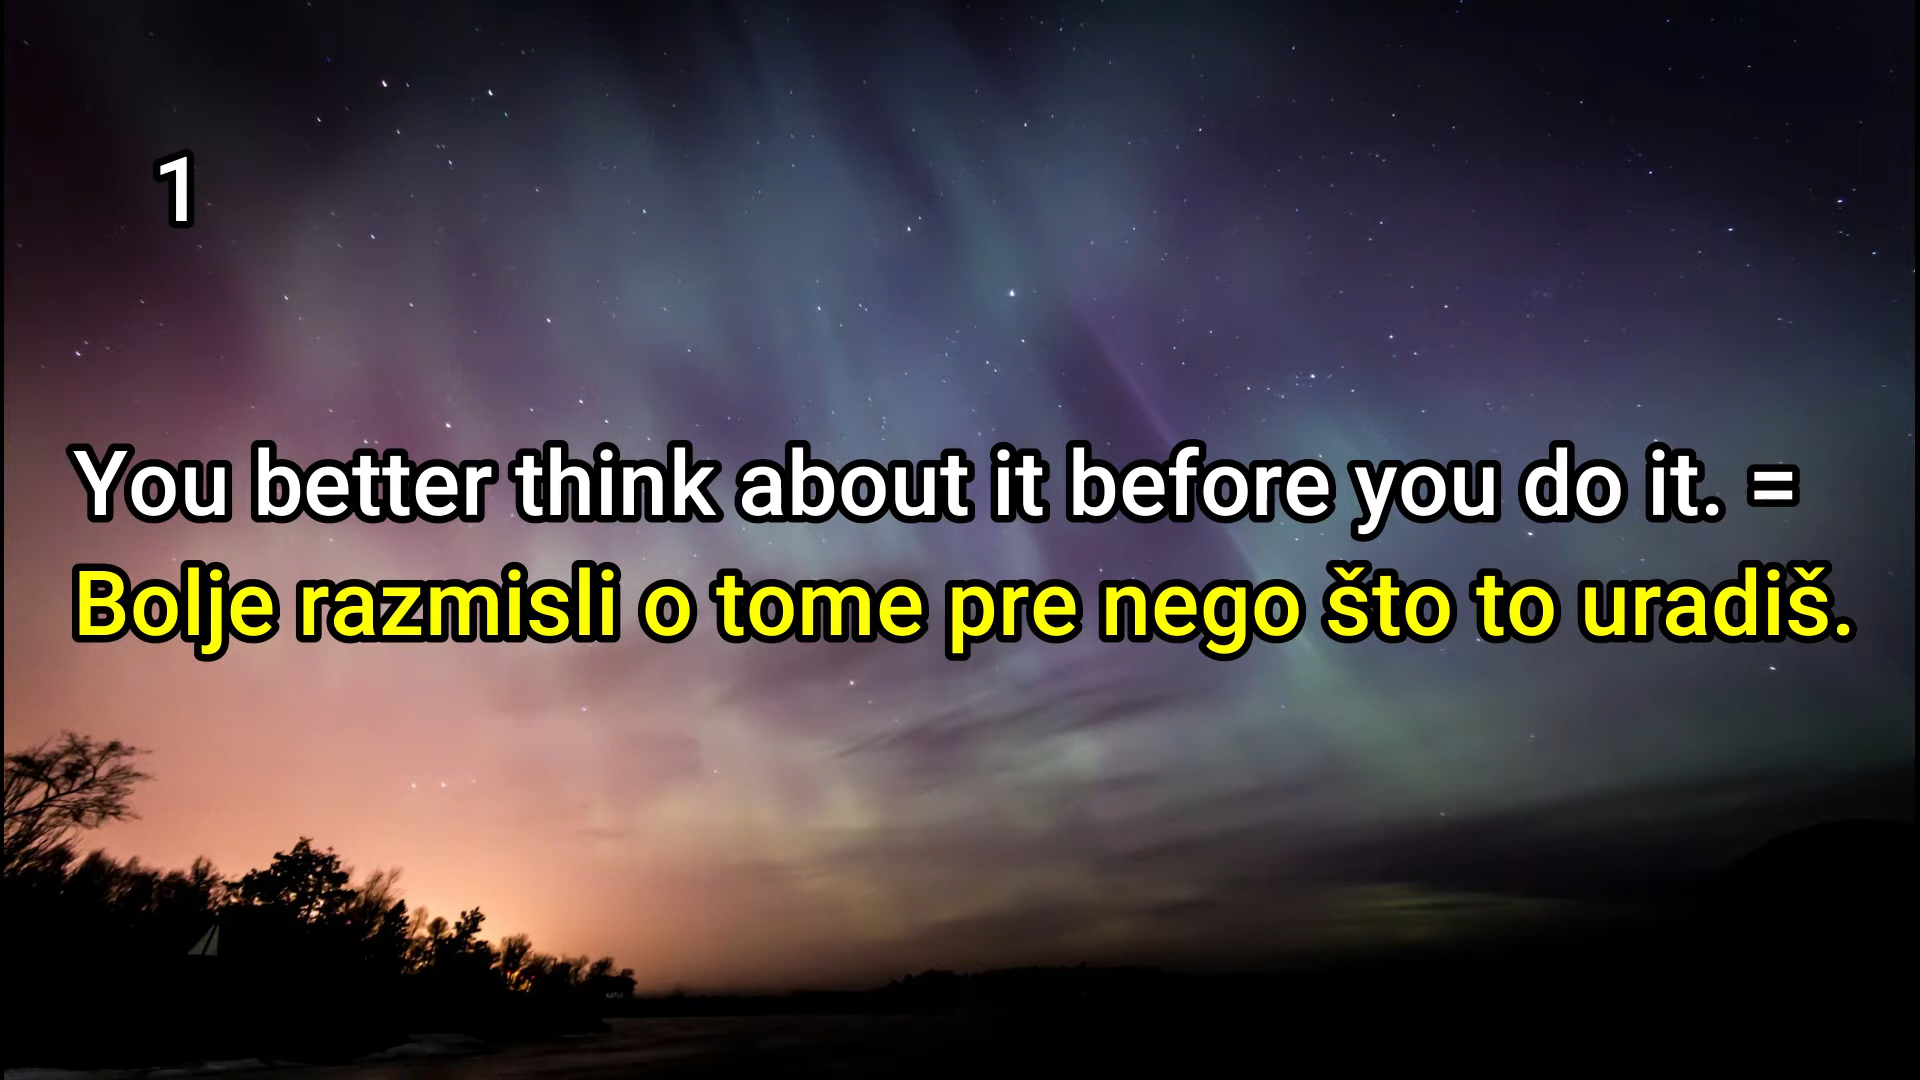 1
You better think about it before you do it. =
Bolje razmisli o tome pre nego što to uradiš.